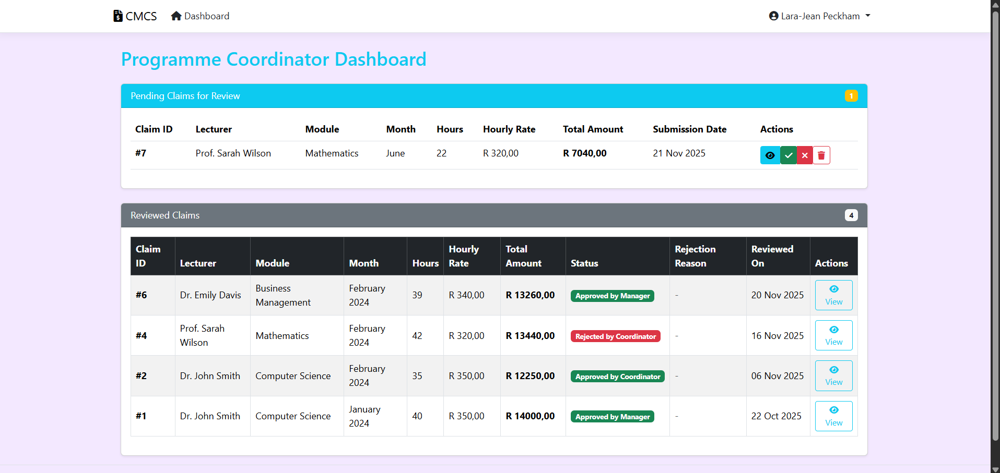 CMCS Dashboard Lara-Jean Peckham
Programme Coordinator Dashboard
Pending Claims for Review 1
Claim ID Lecturer Module Month Hours Hourly Rate Total Amount Submission Date Actions
#7 Prof. Sarah Wilson Mathematics June 22 R 320,00 R 7040,00 21 Nov 2025
Reviewed Claims 4
Claim ID Lecturer Module Month Hours Hourly Rate Total Amount Status Rejection Reason Reviewed On Actions
#6 Dr. Emily Davis Business Management February 2024 39 R 340,00 R 13260,00 Approved by Manager - 20 Nov 2025 View
#4 Prof. Sarah Wilson Mathematics February 2024 42 R 320,00 R 13440,00 Rejected by Coordinator - 16 Nov 2025 View
#2 Dr. John Smith Computer Science February 2024 35 R 350,00 R 12250,00 Approved by Coordinator - 06 Nov 2025 View
#1 Dr. John Smith Computer Science January 2024 40 R 350,00 R 14000,00 Approved by Manager - 22 Oct 2025 View